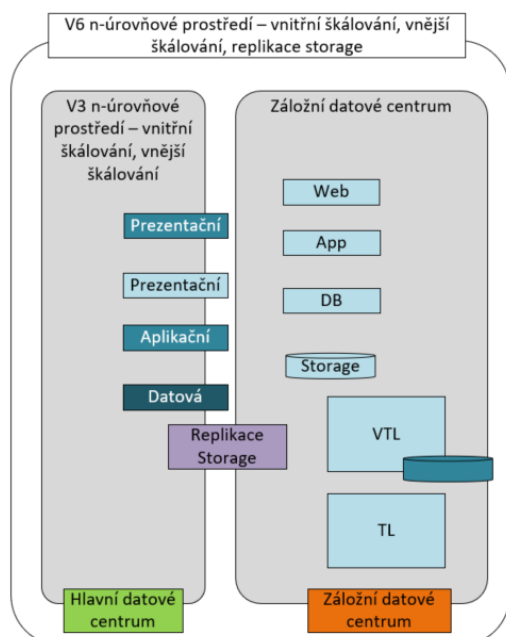 V6 n-úrovňové prostředí – vnitřní škálování, vnější
škálování, replikace storage
V3 n-úrovňové
prostředí – vnitřní
škálování, vnější
škálování
Prezentační
Prezentační
Aplikační
Datová
Replikace
Storage
Hlavní datové
centrum
Záložní datové centrum
Web
App
DB
Storage
VTL
TL
Záložní datové
centrum